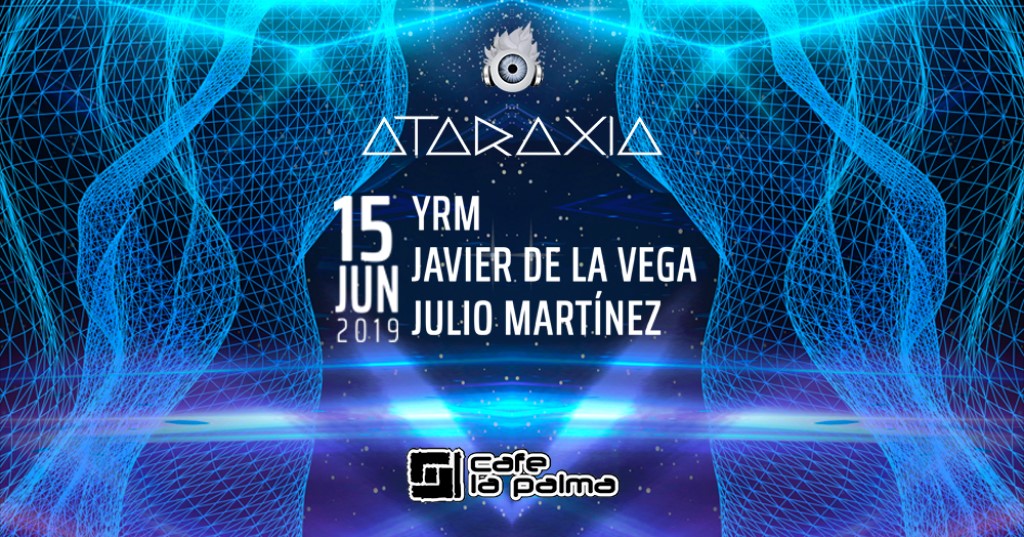 ATARAXIA
15
JUN
2019
YRM
JAVIER DE LA VEGA
JULIO MARTÍNEZ
cafe
la palma